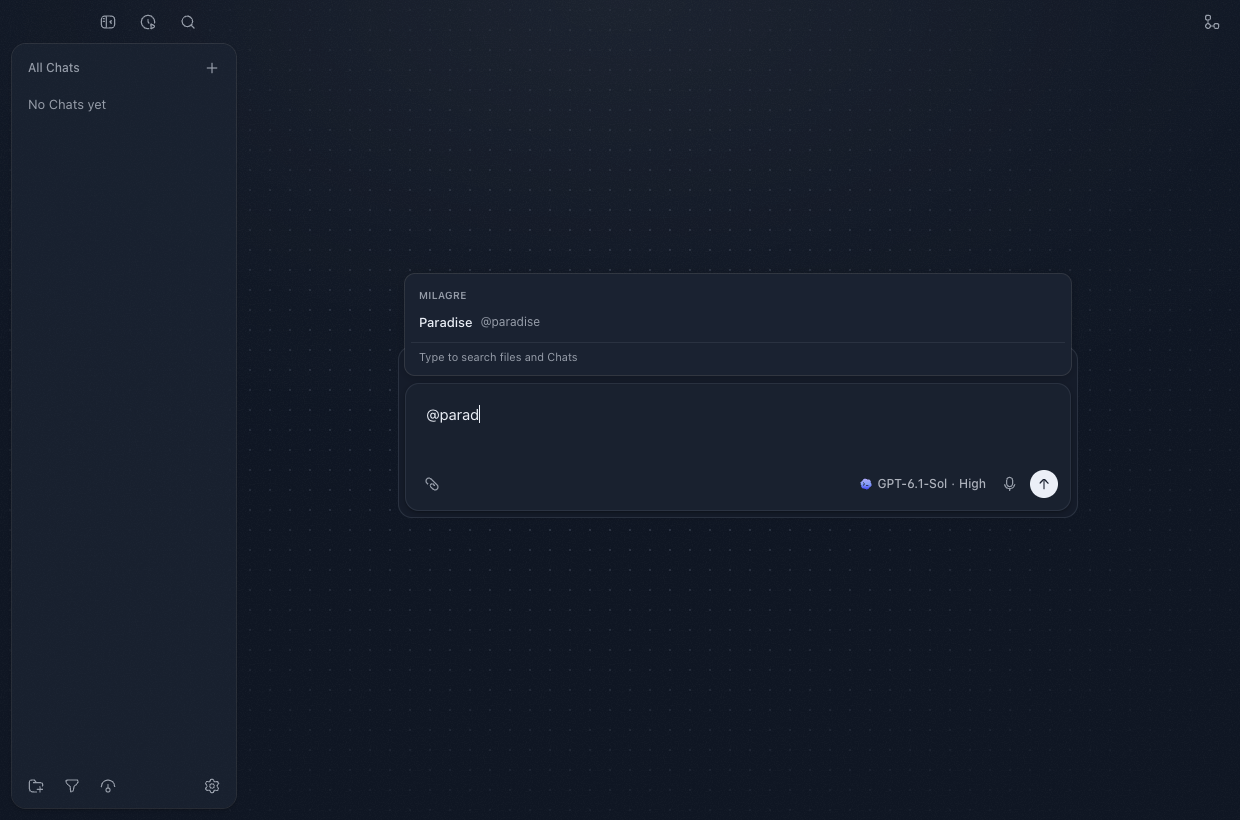 All Chats
No Chats yet
MILAGRE
Paradise @paradise
Type to search files and Chats
@parad
GPT-6.1-Sol · High